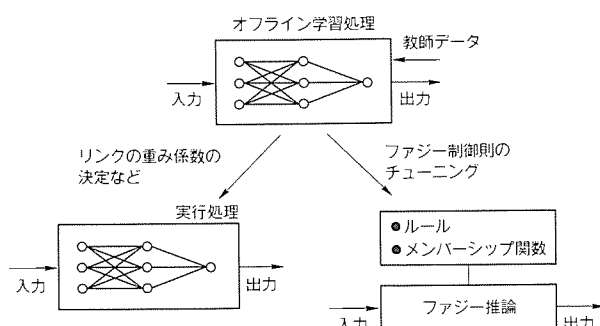 オフライン学習処理
教師データ
入力
出力
リンクの重み係数の
決定など
ファジー制御則の
チューニング
実行処理
●ルール
●メンバーシップ関数
入力
出力
ファジー推論
入力
出力